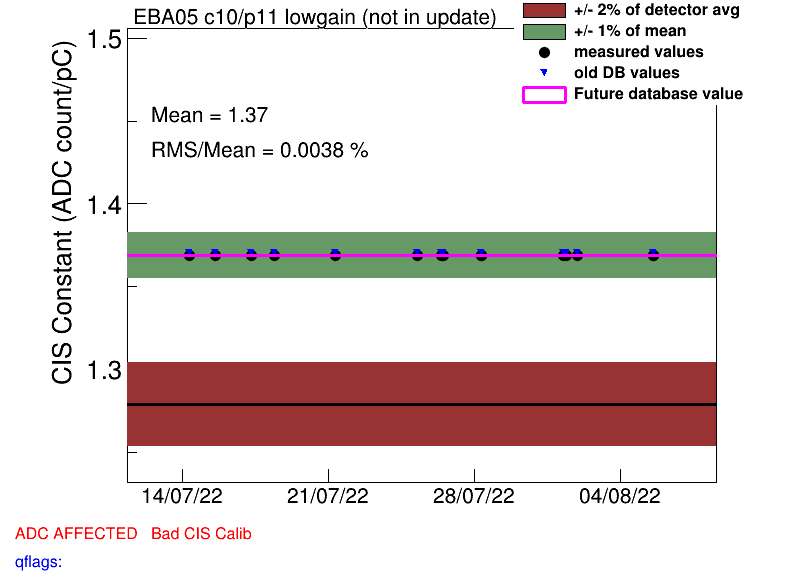 EBA05 c10/p11 lowgain (not in update)
+/- 2% of detector avg
+/- 1% of mean
measured values
old DB values
Future database value
CIS Constant (ADC count/pC)
1.5
Mean = 1.37
RMS/Mean = 0.0038 %
1.4
1.3
14/07/22 21/07/22 28/07/22 04/08/22
ADC AFFECTED Bad CIS Calib
qflags: